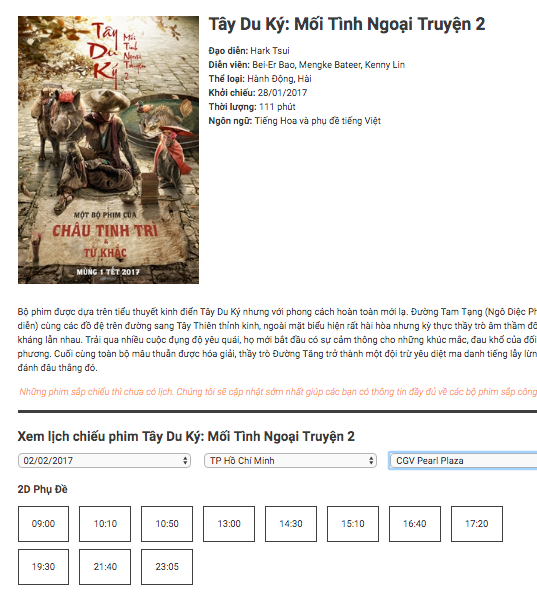 Tây
Du
Ký
Mối
Tình
Ngoại
Truyện
2
MỘT BỘ PHIM CỦA
CHÂU TINH TRÌ
&
TỪ KHẮC
MÙNG 1 TẾT 2017
Tây Du Ký: Mối Tình Ngoại Truyện 2
Đạo diễn: Hark Tsui
Diễn viên: Bei-Er Bao, Mengke Bateer, Kenny Lin
Thể loại: Hành Động, Hài
Khởi chiếu: 28/01/2017
Thời lượng: 111 phút
Ngôn ngữ: Tiếng Hoa và phụ đề tiếng Việt
Bộ phim được dựa trên tiểu thuyết kinh điển Tây Du Ký nhưng với phong cách hoàn toàn mới lạ. Đường Tam Tạng (Ngô Diệc Ph
diễn) cùng các đồ đệ trên đường sang Tây Thiên thỉnh kinh, ngoài mặt biểu hiện rất hài hòa nhưng kỳ thực thầy trò âm thầm đố
kháng lẫn nhau. Trải qua nhiều cuộc đụng độ yêu quái, họ mới bắt đầu có sự cảm thông cho những khúc mắc, đau khổ của đối
phương. Cuối cùng toàn bộ mâu thuẫn được hóa giải, thầy trò Đường Tăng trở thành một đội trừ yêu diệt ma danh tiếng lẫy lừn
đánh đâu thắng đó.
Những phim sắp chiếu thì chưa có lịch. Chúng tôi sẽ cập nhật sớm nhất giúp các bạn có thông tin đầy đủ về các bộ phim sắp công
Xem lịch chiếu phim Tây Du Ký: Mối Tình Ngoại Truyện 2
02/02/2017 TP Hồ Chí Minh CGV Pearl Plaza
2D Phụ Đề
09:00 10:10 10:50 13:00 14:30 15:10 16:40 17:20
19:30 21:40 23:05